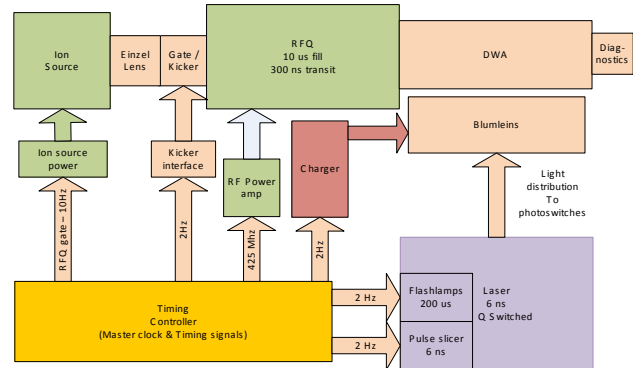 Ion
Source
Einzel
Lens
Gate /
Kicker
RFQ
10 us fill
300 ns transit
DWA
Diag-
nostics
Blumleins
Ion source
power
Kicker
interface
RF Power
amp
Charger
Light
distribution
To
photoswitches
RFQ gate – 10Hz
2Hz
425 Mhz
2Hz
Timing
Controller
(Master clock & Timing signals)
2 Hz
2 Hz
Flashlamps
200 us
Laser
6 ns
Q Switched
Pulse slicer
6 ns